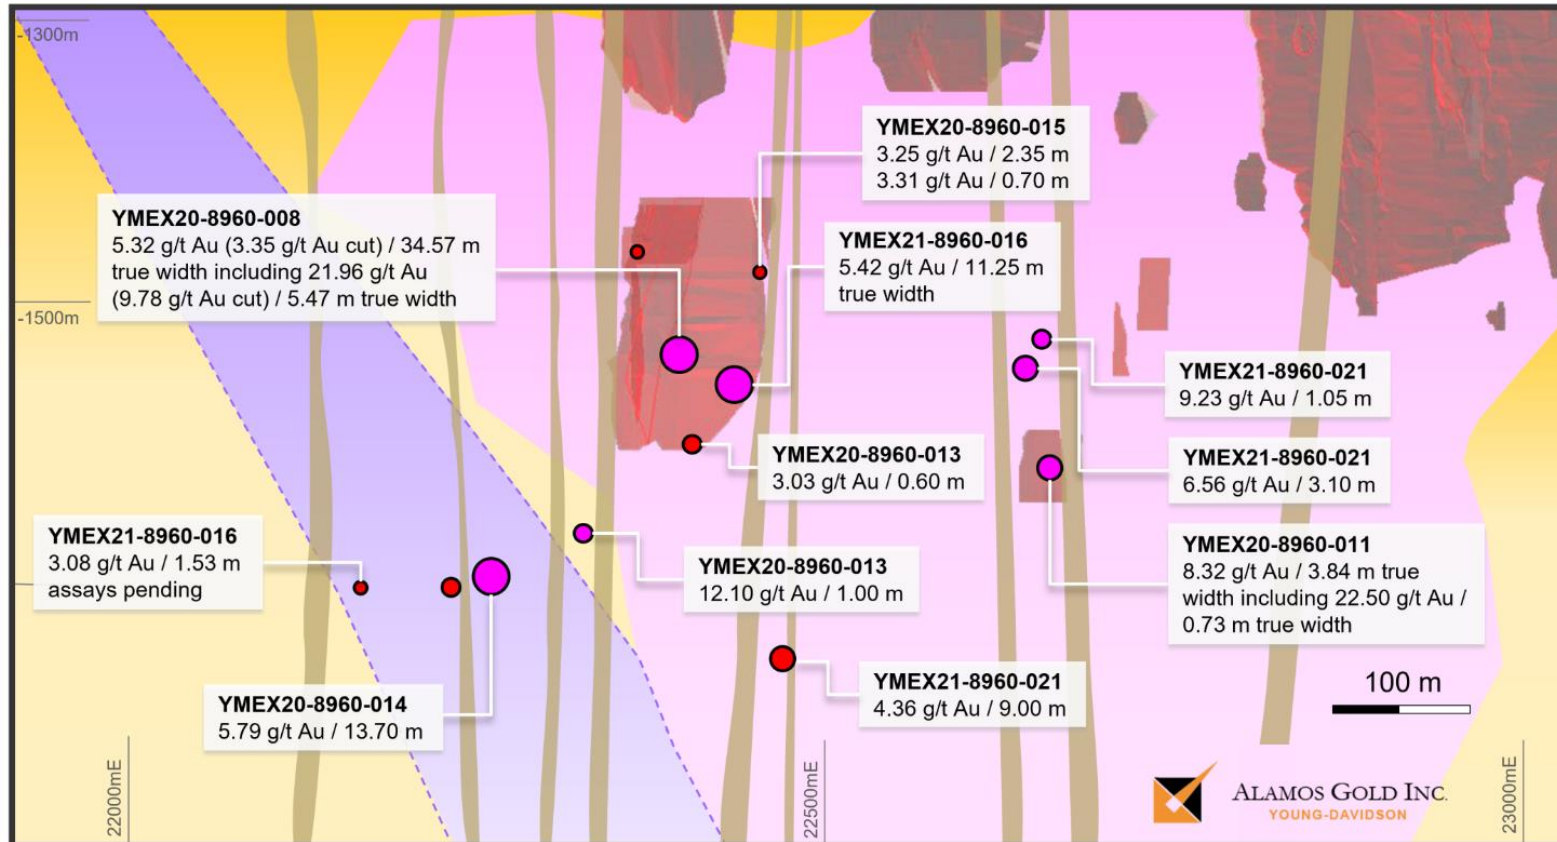 -1300m
YMEX20-8960-015
3.25 g/t Au / 2.35 m
3.31 g/t Au / 0.70 m
YMEX20-8960-008
5.32 g/t Au (3.35 g/t Au cut) / 34.57 m
true width including 21.96 g/t Au
(9.78 g/t Au cut) / 5.47 m true width
YMEX21-8960-016
5.42 g/t Au / 11.25 m
true width
-1500m
YMEX21-8960-021
9.23 g/t Au / 1.05 m
YMEX20-8960-013
3.03 g/t Au / 0.60 m
YMEX21-8960-021
6.56 g/t Au / 3.10 m
YMEX21-8960-016
3.08 g/t Au / 1.53 m
assays pending
YMEX20-8960-013
12.10 g/t Au / 1.00 m
YMEX20-8960-011
8.32 g/t Au / 3.84 m true
width including 22.50 g/t Au /
0.73 m true width
YMEX20-8960-014
5.79 g/t Au / 13.70 m
YMEX21-8960-021
4.36 g/t Au / 9.00 m
100 m
22000mE
22500mE
23000mE
ALAMOS GOLD INC.
YOUNG-DAVIDSON